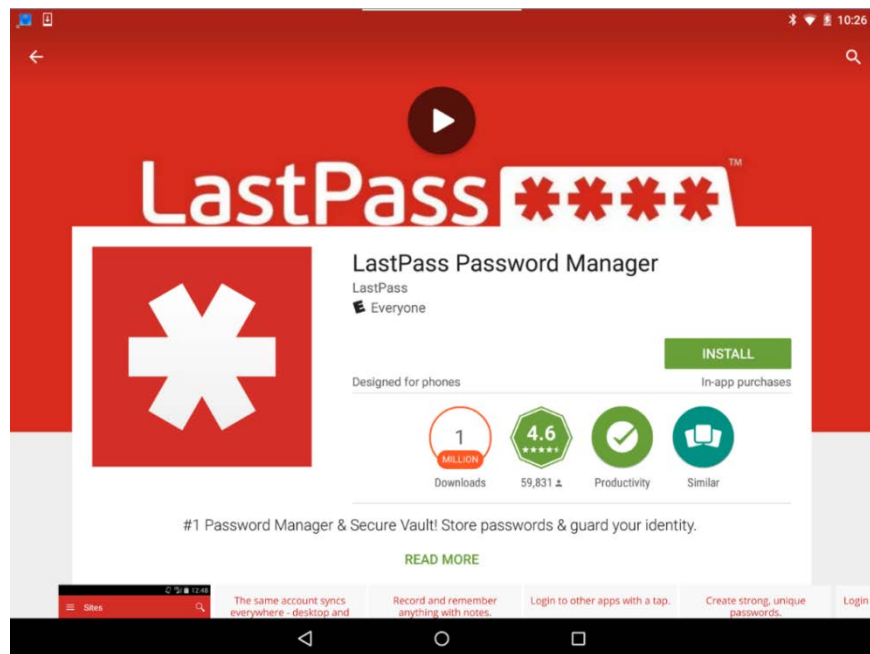 10:26
LastPass ****
TM
LastPass Password Manager
LastPass
E Everyone
INSTALL
Designed for phones
In-app purchases
1
MILLION
4.6
Downloads
59,831
Productivity
Similar
#1 Password Manager & Secure Vault! Store passwords & guard your identity.
READ MORE
12:48
Sites
The same account syncs
everywhere - desktop and
Record and remember
anything with notes.
Login to other apps with a tap.
Create strong, unique
passwords.
Login